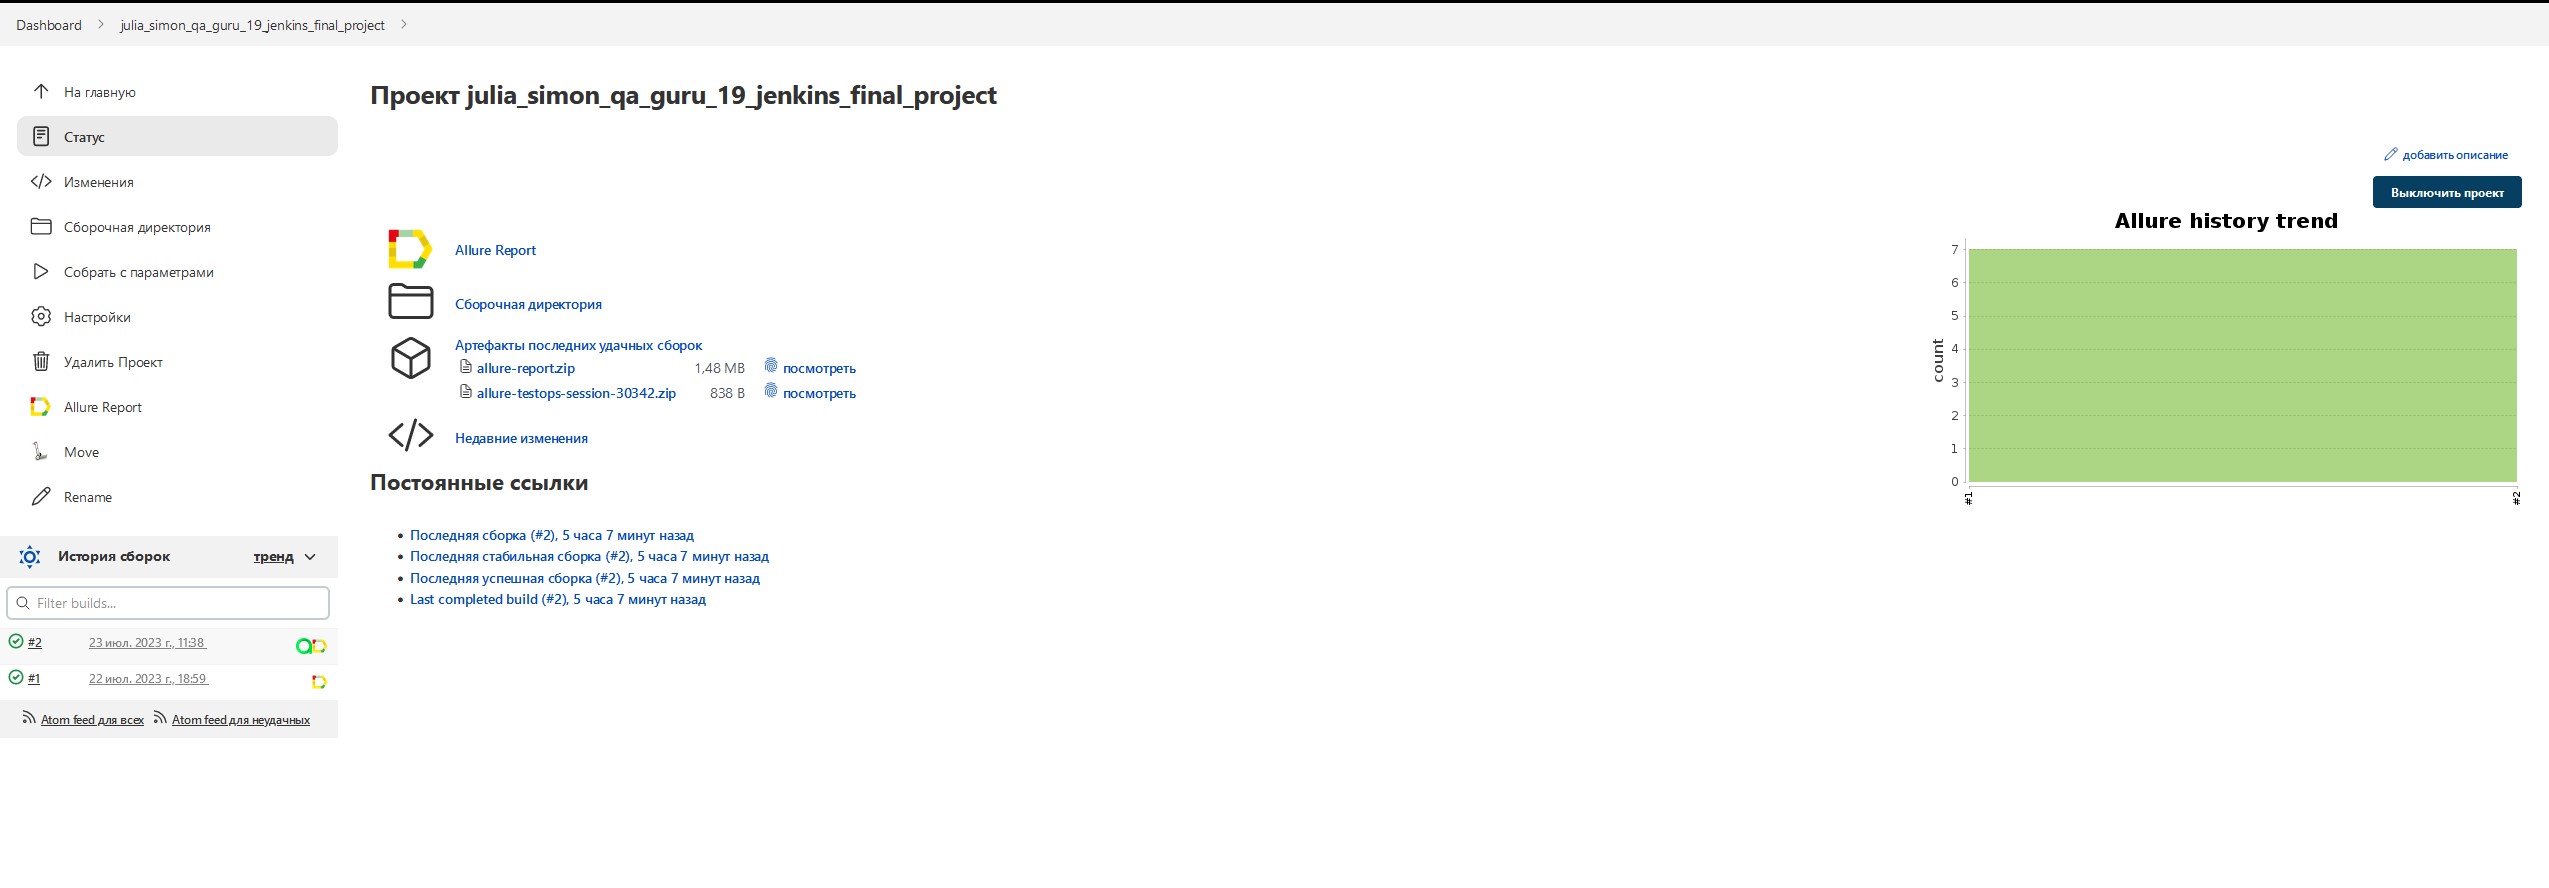 Dashboard julia_simon_qa_guru_19_jenkins_final_project
На главную
Статус
Изменения
Сборочная директория
Собрать с параметрами
Настройки
Удалить Проект
Allure Report
Move
Rename
История сборок тренд
Filter builds...
#2 23 июл. 2023 г., 11:38
#1 22 июл. 2023 г., 18:59
Atom feed для всех Atom feed для неудачных
Проект julia_simon_qa_guru_19_jenkins_final_project
добавить описание
Выключить проект
Allure Report
Сборочная директория
Артефакты последних удачных сборок
allure-report.zip 1,48 MB посмотреть
allure-testops-session-30342.zip 838 B посмотреть
Недавние изменения
Постоянные ссылки
Последняя сборка (#2), 5 часа 7 минут назад
Последняя стабильная сборка (#2), 5 часа 7 минут назад
Последняя успешная сборка (#2), 5 часа 7 минут назад
Last completed build (#2), 5 часа 7 минут назад
Allure history trend
count
7
6
5
4
3
2
1
0
#1 #2